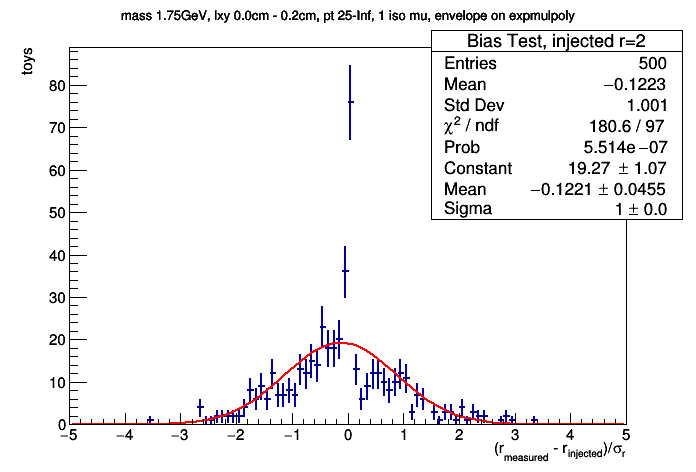 mass 1.75GeV, lxy 0.0cm - 0.2cm, pt 25-Inf, 1 iso mu, envelope on expmulpoly
toys
Bias Test, injected r=2
Entries 500
Mean −0.1223
Std Dev 1.001
χ² / ndf 180.6 / 97
Prob 5.514e−07
Constant 19.27 ± 1.07
Mean −0.1221 ± 0.0455
Sigma 1 ± 0.0
80
70
60
50
40
30
20
10
0
−5 −4 −3 −2 −1 0 1 2 3 4 5
(r_measured - r_injected)/σ_r